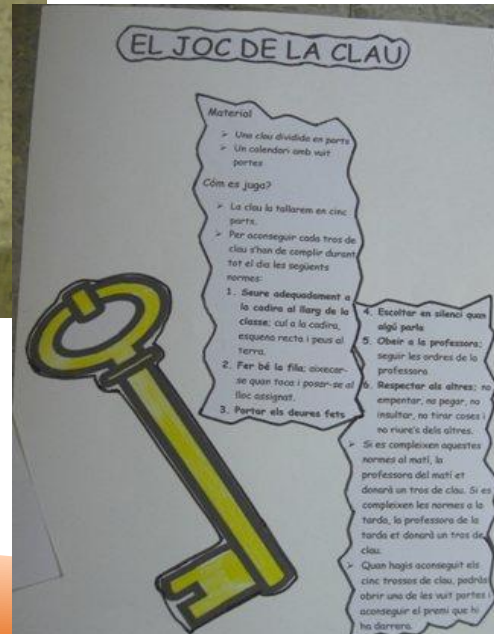 EL JOC DE LA CLAU
Material
➢ Una clau dividida en parts
➢ Un calendari amb vuit
portes
Còm es juga?
➢ La clau la tallarem en cinc
parts.
➢ Per aconseguir cada tros de
clau s'han de complir durant
tot el dia les següents
normes:
1. Seure adequadament a
la cadira al llarg de la
classe; cul a la cadira,
esquena recta i peus al
terra.
2. Fer bé la fila; aixecar-
se quan toca i posar-se al
lloc assignat.
3. Portar els deures fets
4. Escoltar en silenci quan
algú parla
5. Obeir a la professora;
seguir les ordres de la
professora
6. Respectar als altres; no
empentar, no pegar, no
insultar, no tirar coses i
no riure's dels altres.
➢ Si es compleixen aquestes
normes al matí, la
professora del matí et
donarà un tros de clau. Si es
compleixen les normes a la
tarda, la professora de la
tarda et donarà un tros de
clau.
➢ Quan hagis aconseguit els
cinc trossos de clau, podràs
obrir una de les vuit portes i
aconseguir el premi que hi
ha darrera.